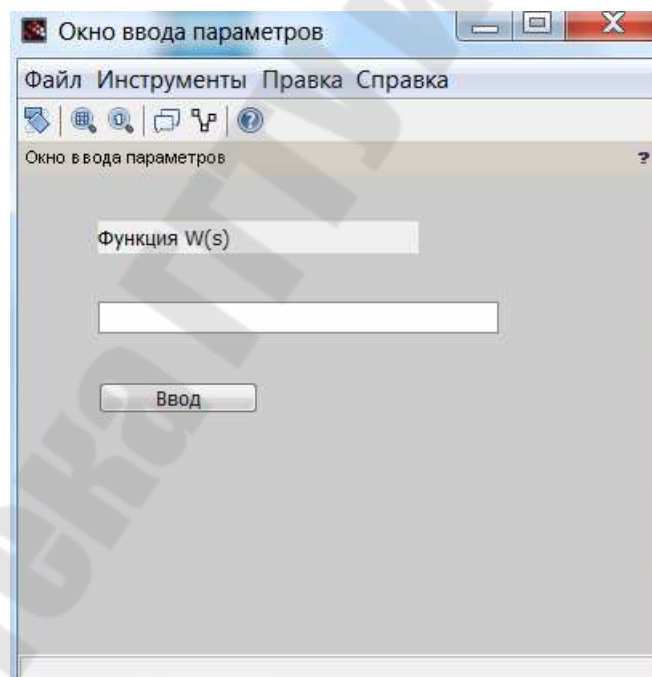 Окно ввода параметров
Файл Инструменты Правка Справка
Окно ввода параметров ?
Функция W(s)
Ввод